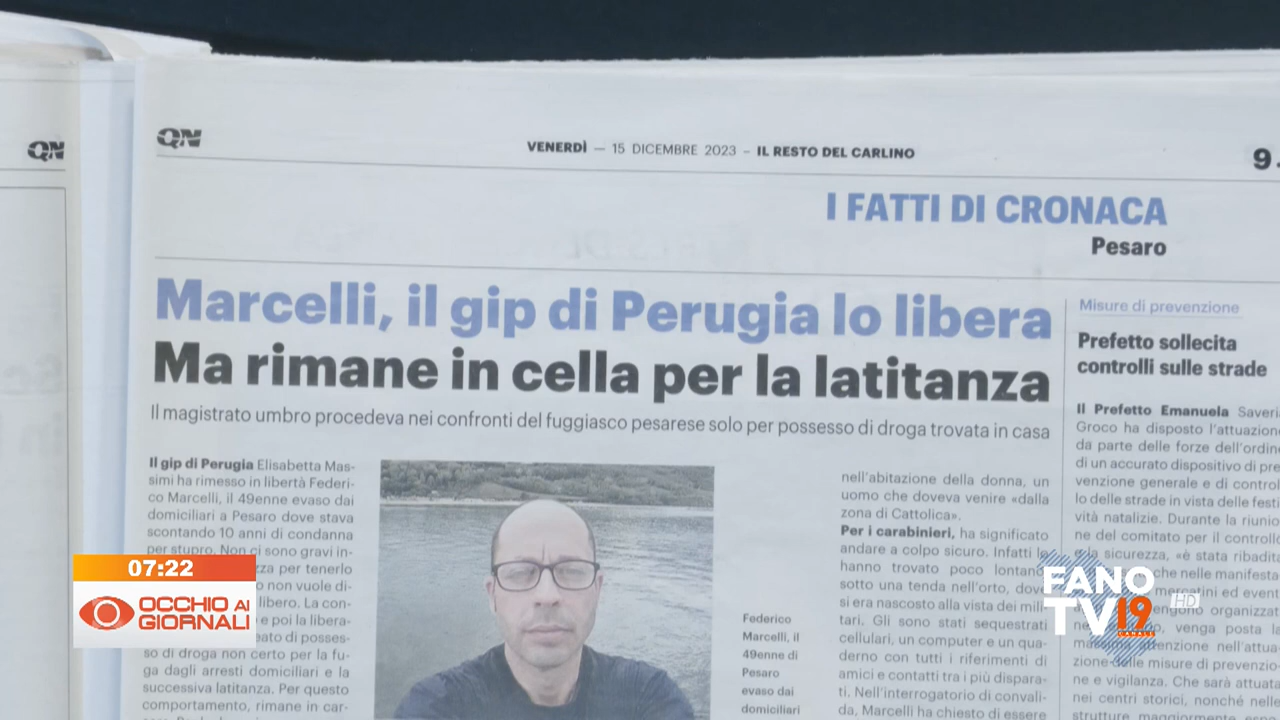 QN
QN
VENERDÌ — 15 DICEMBRE 2023 – IL RESTO DEL CARLINO
9
I FATTI DI CRONACA
Pesaro
Marcelli, il gip di Perugia lo libera
Ma rimane in cella per la latitanza
Il magistrato umbro procedeva nei confronti del fuggiasco pesarese solo per possesso di droga trovata in casa
Il gip di Perugia Elisabetta Mas-
simi ha rimesso in libertà Federi-
co Marcelli, il 49enne evaso dai
domiciliari a Pesaro dove stava
scontando 10 anni di condanna
per stupro. Non ci sono gravi in-
per tenerlo
non vuole di-
libero. La con-
e poi la libera-
di posses-
so di droga non certo per la fu-
ga dagli arresti domiciliari e la
successiva latitanza. Per questo
comportamento, rimane in car-
Federico
Marcelli, il
49enne di
Pesaro
evaso dai
domiciliari
nell'abitazione della donna, un
uomo che doveva venire «dalla
zona di Cattolica».
Per i carabinieri, ha significato
andare a colpo sicuro. Infatti lo
hanno trovato poco lontano
sotto una tenda nell'orto, dove
si era nascosto alla vista dei mili
tari. Gli sono stati sequestrati
cellulari, un computer e un qua-
derno con tutti i riferimenti di
amici e contatti tra i più dispara-
ti. Nell'interrogatorio di convali-
da, Marcelli ha chiesto di essere
Misure di prevenzione
Prefetto sollecita
controlli sulle strade
Il Prefetto Emanuela Saveri
Groco ha disposto l'attuazione
da parte delle forze dell'ordine
di un accurato dispositivo di pre
venzione generale e di control
lo delle strade in vista delle festi
vità natalizie. Durante la riunio
ne del comitato per il controllo
sicurezza, «è stata ribadita
che nelle manifesta
ed event
organizzat
venga posta la
nell'attua
zione delle misure di prevenzio
ne e vigilanza. Che sarà attuata
nei centri storici, nonché nelle
strutture maggiormente
07:22
OCCHIO AI
GIORNALI
FANO
TV 19
CANALE
HD